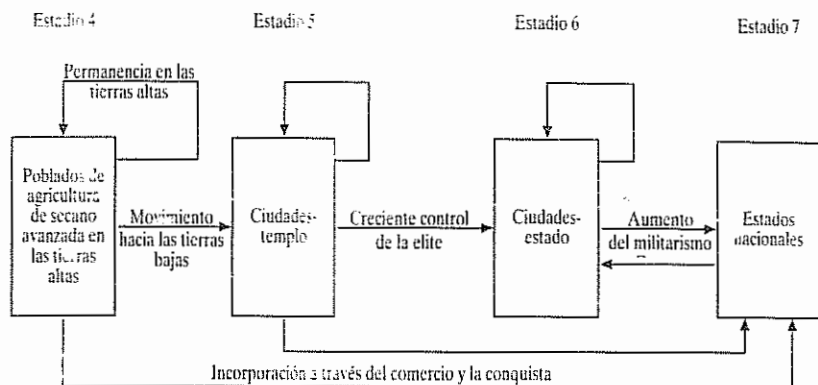 Estadio 4
Estadio 5
Estadio 6
Estadio 7
Permanencia en las
tierras altas
Poblados de
agricultura
de secano
avanzada en
las tierras
altas
Movimiento
hacia las tierras
bajas
Ciudades-
templo
Creciente control
de la elite
Ciudades-
estado
Aumento
del militarismo
Estados
nacionales
Incorporación a través del comercio y la conquista